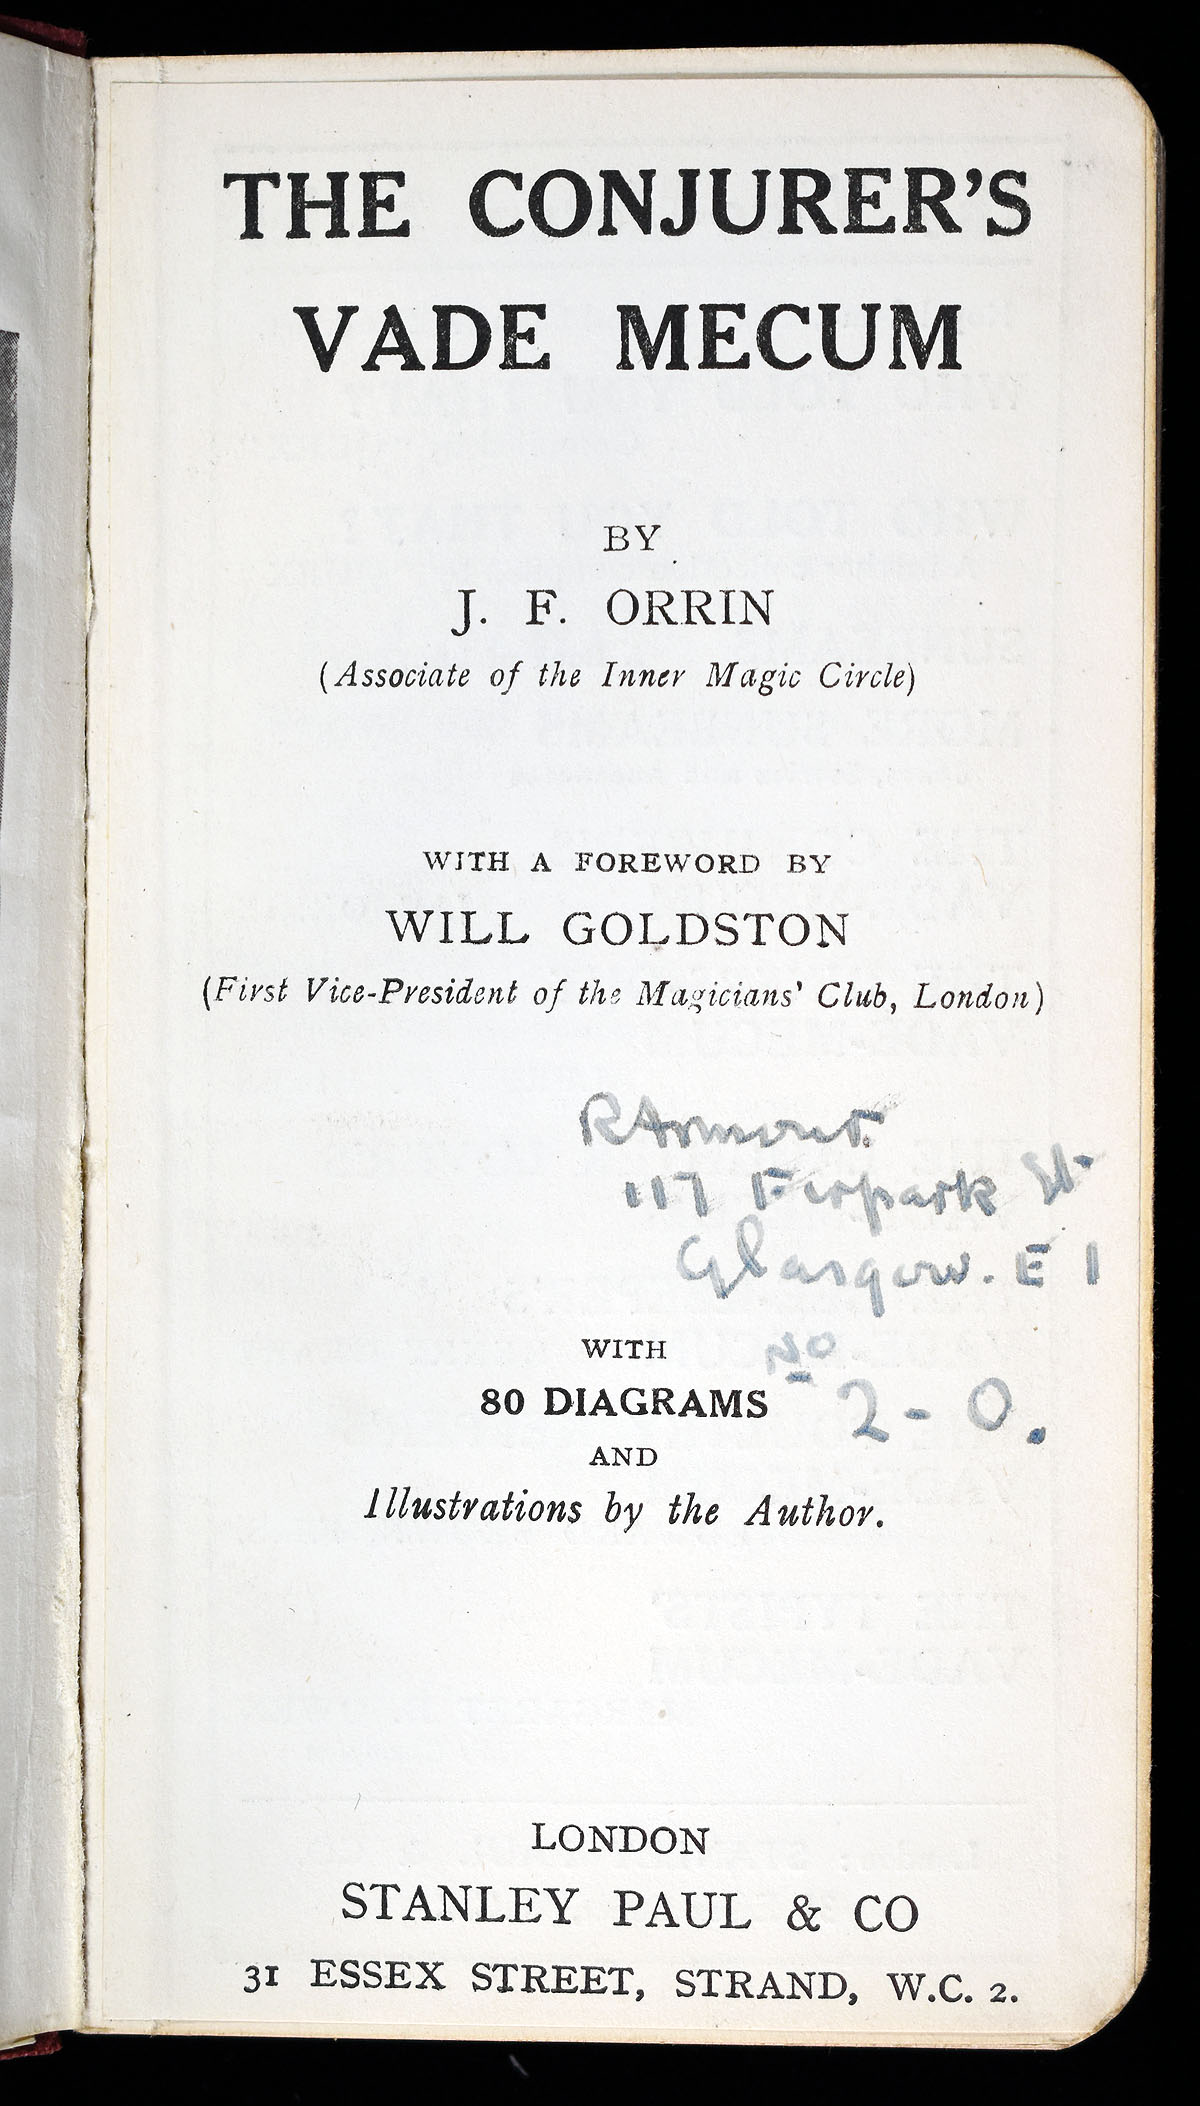 THE CONJURER'S
VADE MECUM
BY
J. F. ORRIN
(Associate of the Inner Magic Circle)
WITH A FOREWORD BY
WILL GOLDSTON
(First Vice-President of the Magicians' Club, London)
R Armour.
117 Firpark St
Glasgow. E 1
WITH
No
80 DIAGRAMS
2 - 0.
AND
Illustrations by the Author.
LONDON
STANLEY PAUL & CO
31 ESSEX STREET, STRAND, W.C. 2.